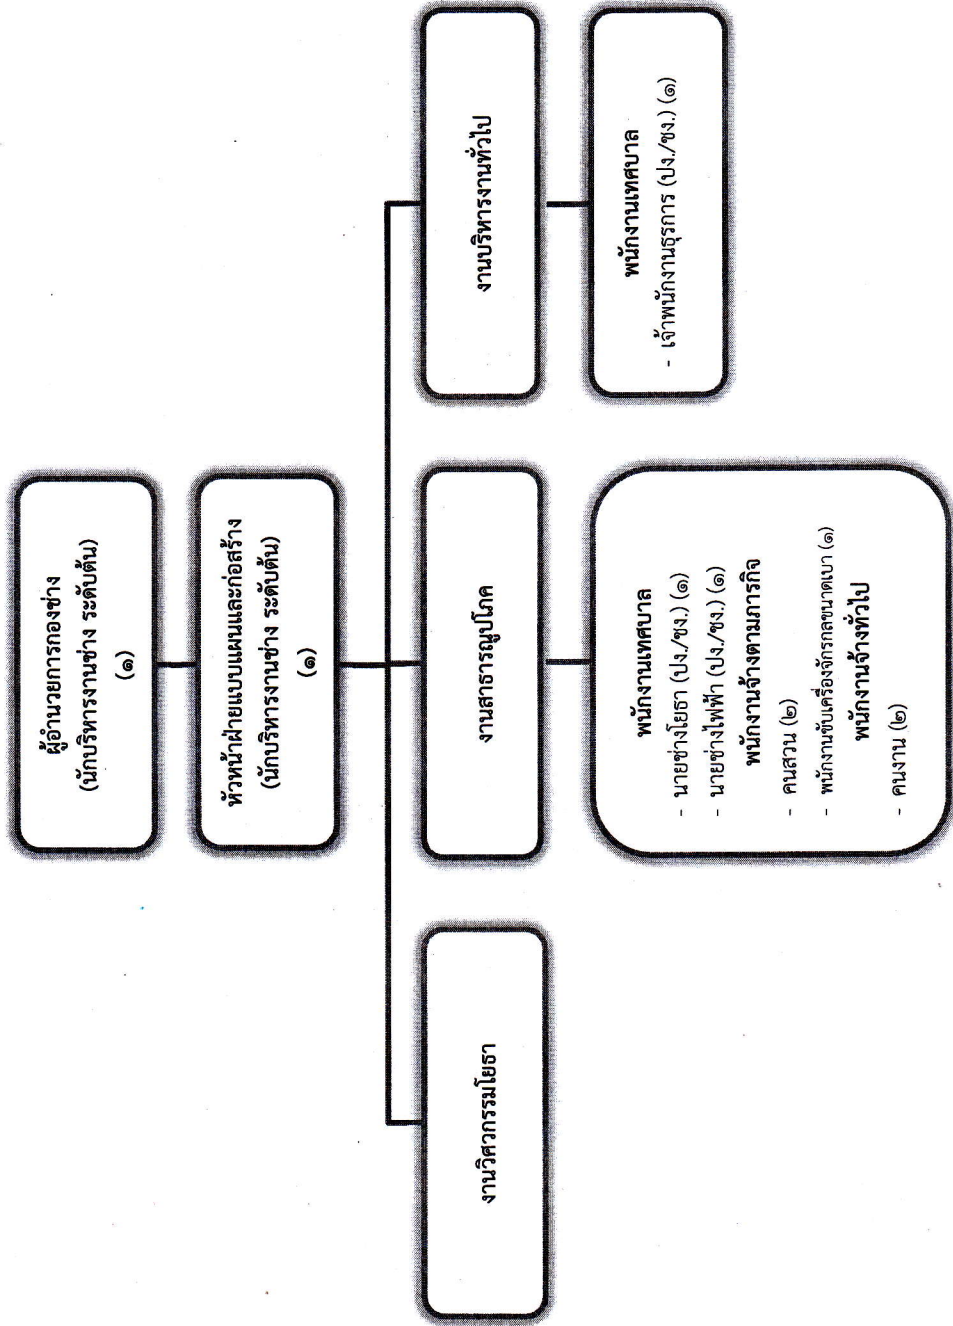 ผู้อำนวยการกองช่าง
(นักบริหารงานช่าง ระดับต้น)
(๑)
หัวหน้าฝ่ายแบบแผนและก่อสร้าง
(นักบริหารงานช่าง ระดับต้น)
(๑)
งานวิศวกรรมโยธา
งานสาธารณูปโภค
งานบริหารงานทั่วไป
พนักงานเทศบาล
- นายช่างโยธา (ปง./ชง.) (๑)
- นายช่างไฟฟ้า (ปง./ชง.) (๑)
พนักงานจ้างตามภารกิจ
- คนสวน (๒)
- พนักงานขับเครื่องจักรกลขนาดเบา (๑)
พนักงานจ้างทั่วไป
- คนงาน (๒)
พนักงานเทศบาล
- เจ้าพนักงานธุรการ (ปง./ชง.) (๑)